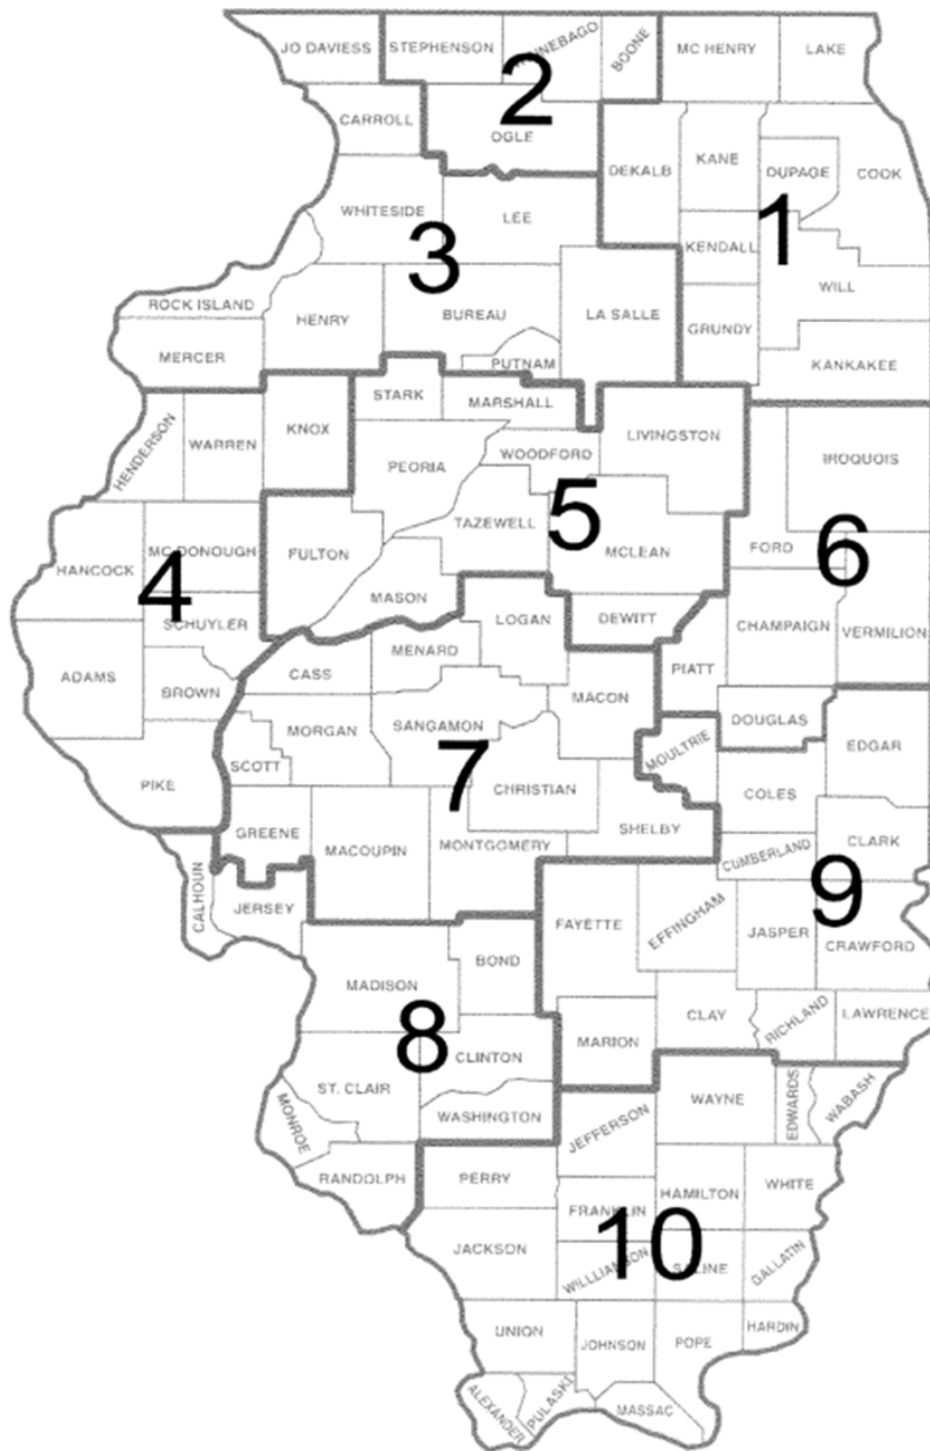 JO DAVIESS
STEPHENSON
WINNEBAGO
BOONE
MC HENRY
LAKE
2
CARROLL
OGLE
DEKALB
KANE
DUPAGE
COOK
1
WHITESIDE
LEE
3
KENDALL
WILL
ROCK ISLAND
HENRY
BUREAU
LA SALLE
GRUNDY
MERCER
PUTNAM
KANKAKEE
STARK
MARSHALL
HENDERSON
WARREN
KNOX
PEORIA
WOODFORD
LIVINGSTON
IROQUOIS
5
TAZEWELL
MCLEAN
FORD
6
HANCOCK
MC DONOUGH
FULTON
4
MASON
SCHUYLER
LOGAN
DEWITT
CHAMPAIGN
VERMILION
ADAMS
BROWN
CASS
MENARD
MACON
PIATT
MORGAN
SANGAMON
DOUGLAS
MOULTRIE
EDGAR
PIKE
SCOTT
7
CHRISTIAN
COLES
GREENE
MACOUPIN
MONTGOMERY
SHELBY
CUMBERLAND
CLARK
9
CALHOUN
JERSEY
FAYETTE
EFFINGHAM
JASPER
CRAWFORD
MADISON
BOND
CLAY
RICHLAND
LAWRENCE
8
MARION
CLINTON
ST. CLAIR
WASHINGTON
MONROE
JEFFERSON
WAYNE
EDWARDS
WABASH
RANDOLPH
PERRY
FRANKLIN
HAMILTON
WHITE
10
JACKSON
WILLLIAMSON
SALINE
GALLATIN
UNION
JOHNSON
POPE
HARDIN
ALEXANDER
PULASKI
MASSAC